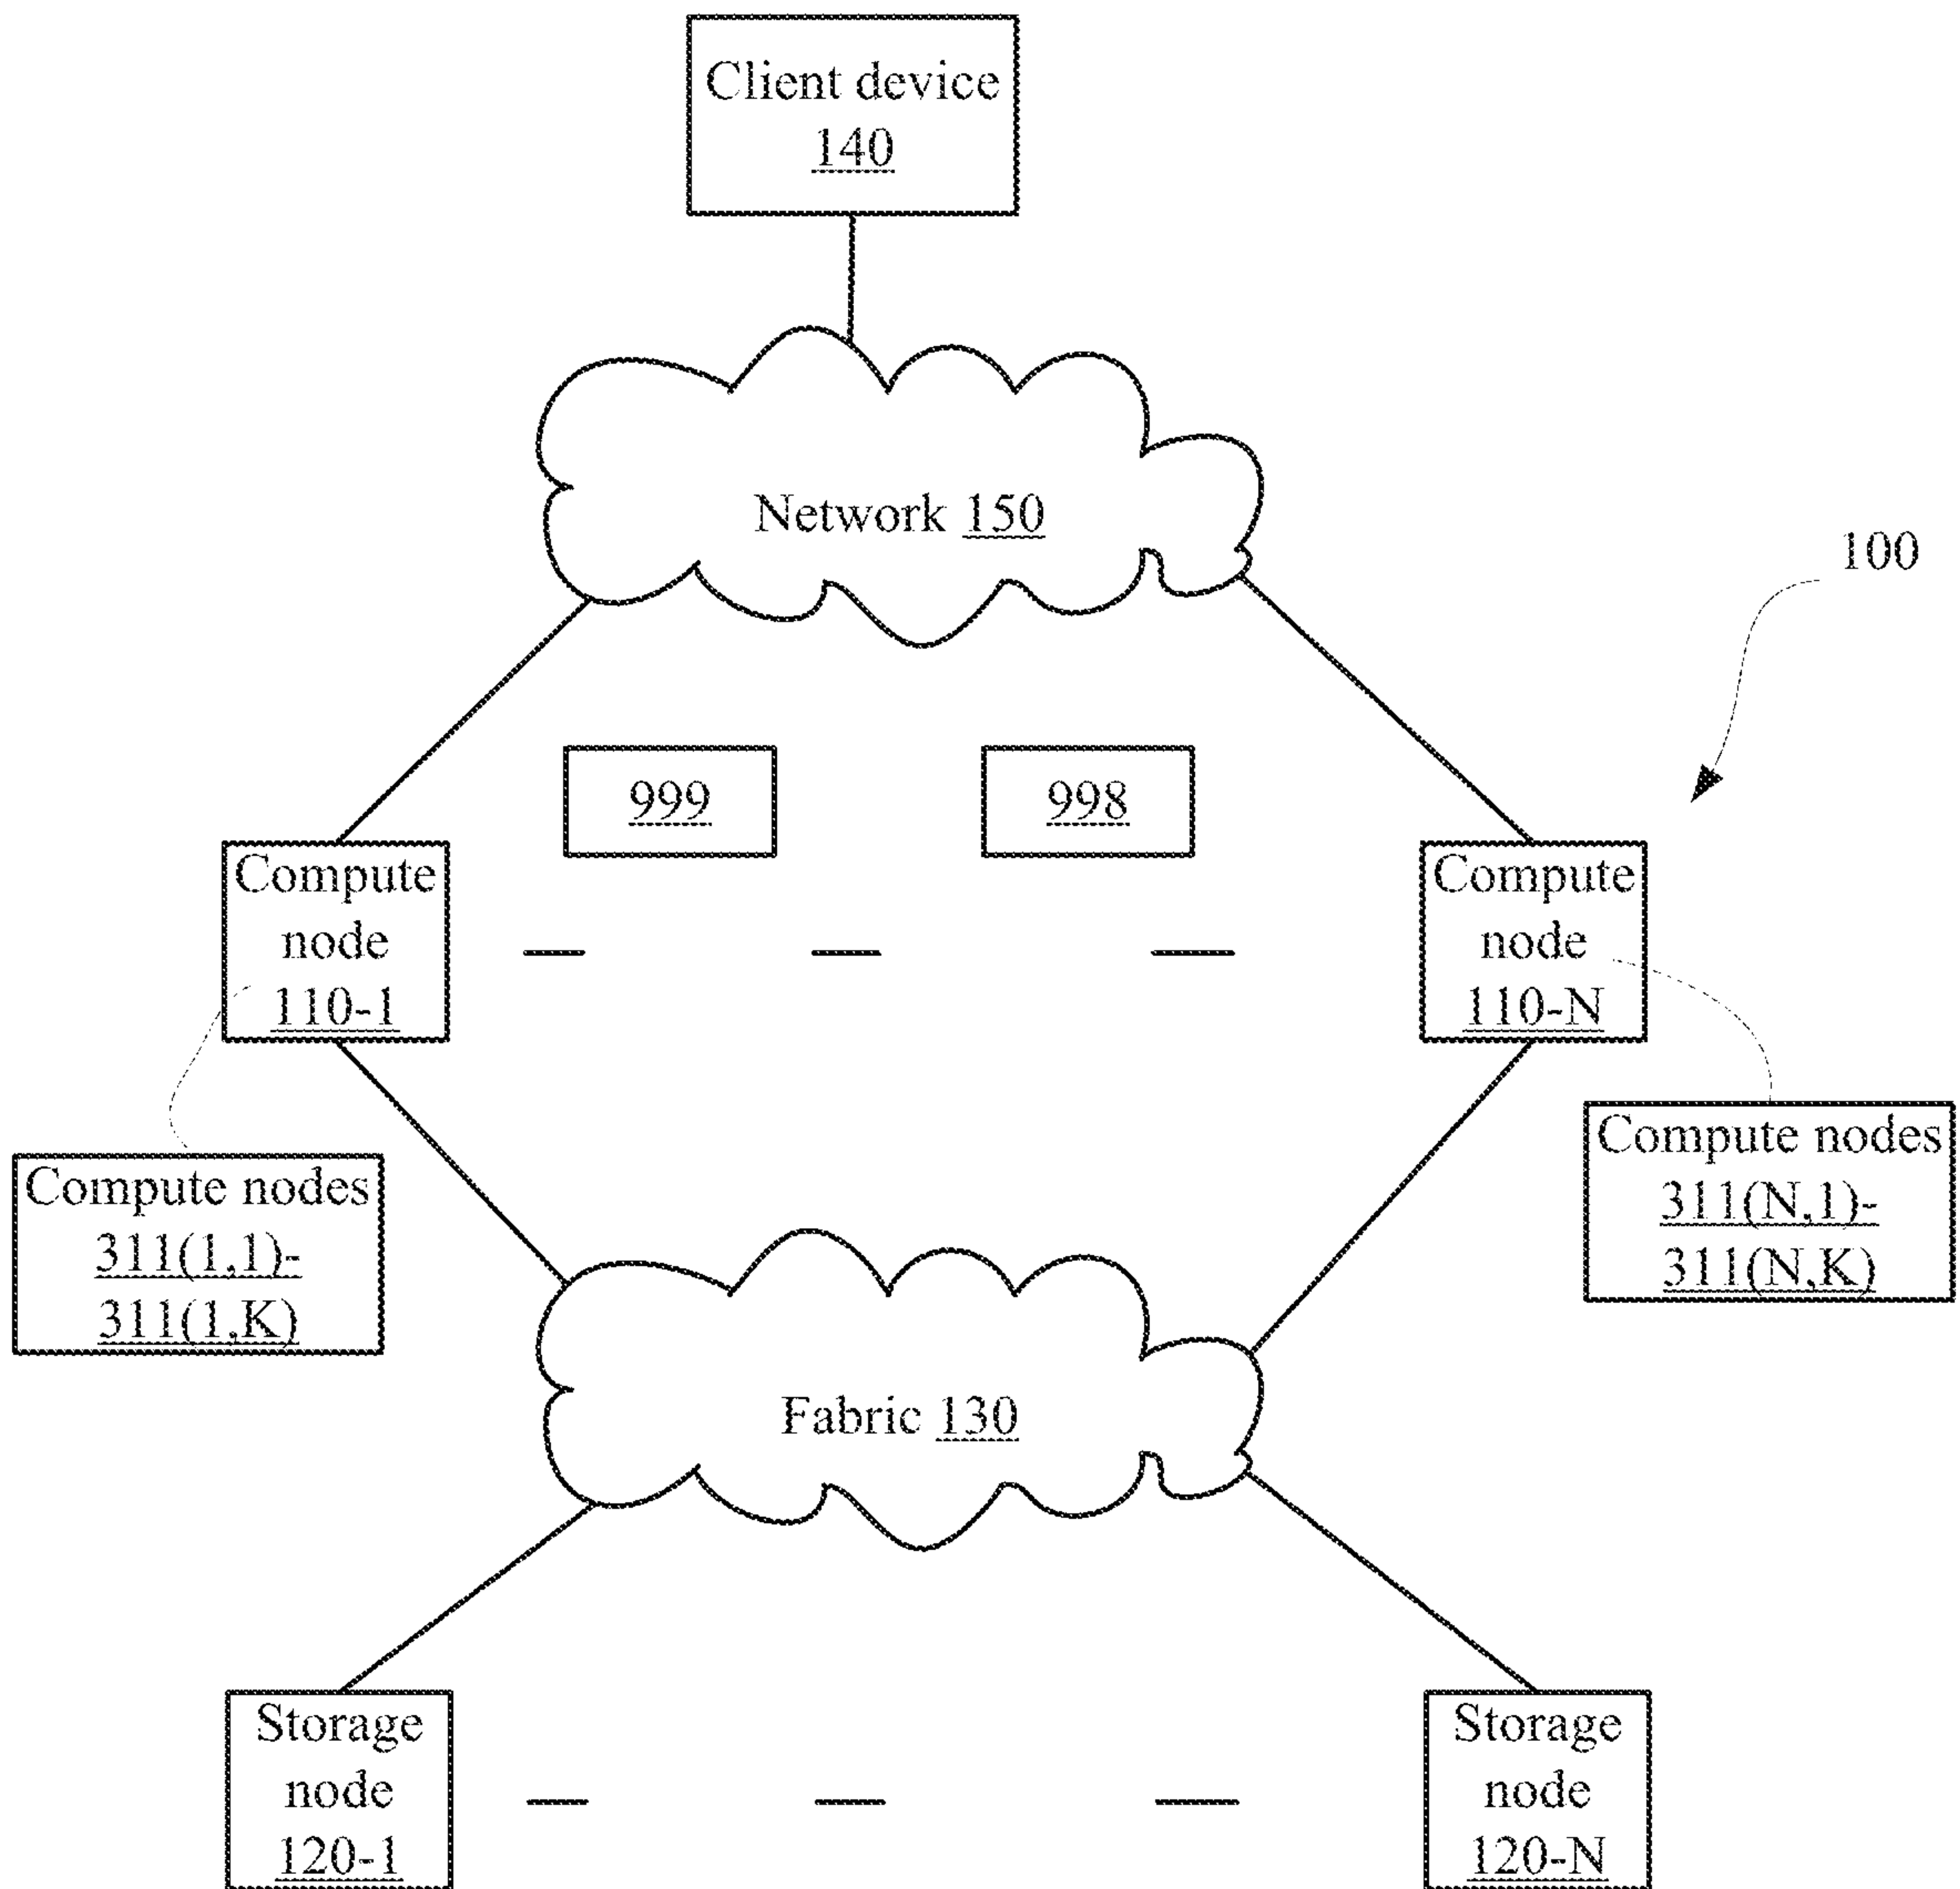 Client device
140
Network 150
100
999
998
Compute
node
110-1
Compute
node
110-N
Compute nodes
311(1,1)-
311(1,K)
Compute nodes
311(N,1)-
311(N,K)
Fabric 130
Storage
node
120-1
Storage
node
120-N